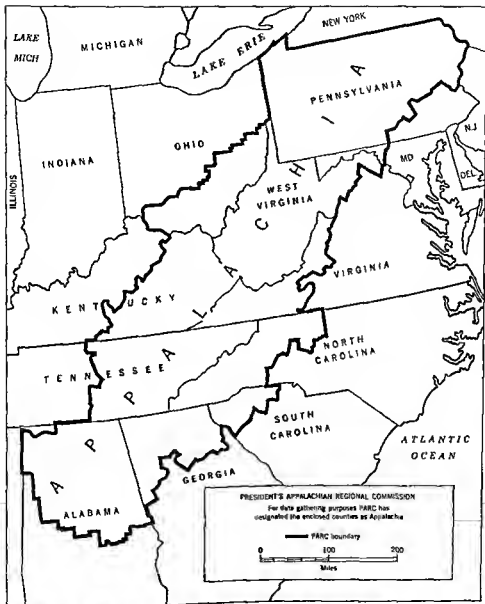 NEW YORK
LAKE MICH
MICHIGAN
LAKE ERIE
PENNSYLVANIA
OHIO
N.J.
INDIANA
MD
DEL.
ILLINOIS
WEST VIRGINIA
VIRGINIA
KENTUCKY
NORTH CAROLINA
TENNESSEE
SOUTH CAROLINA
ATLANTIC OCEAN
GEORGIA
ALABAMA
APPALACHIA
PRESIDENT'S APPALACHIAN REGIONAL COMMISSION
For data gathering purposes PARC has
designated the enclosed counties as Appalachia
PARC boundary
0 100 200
Miles